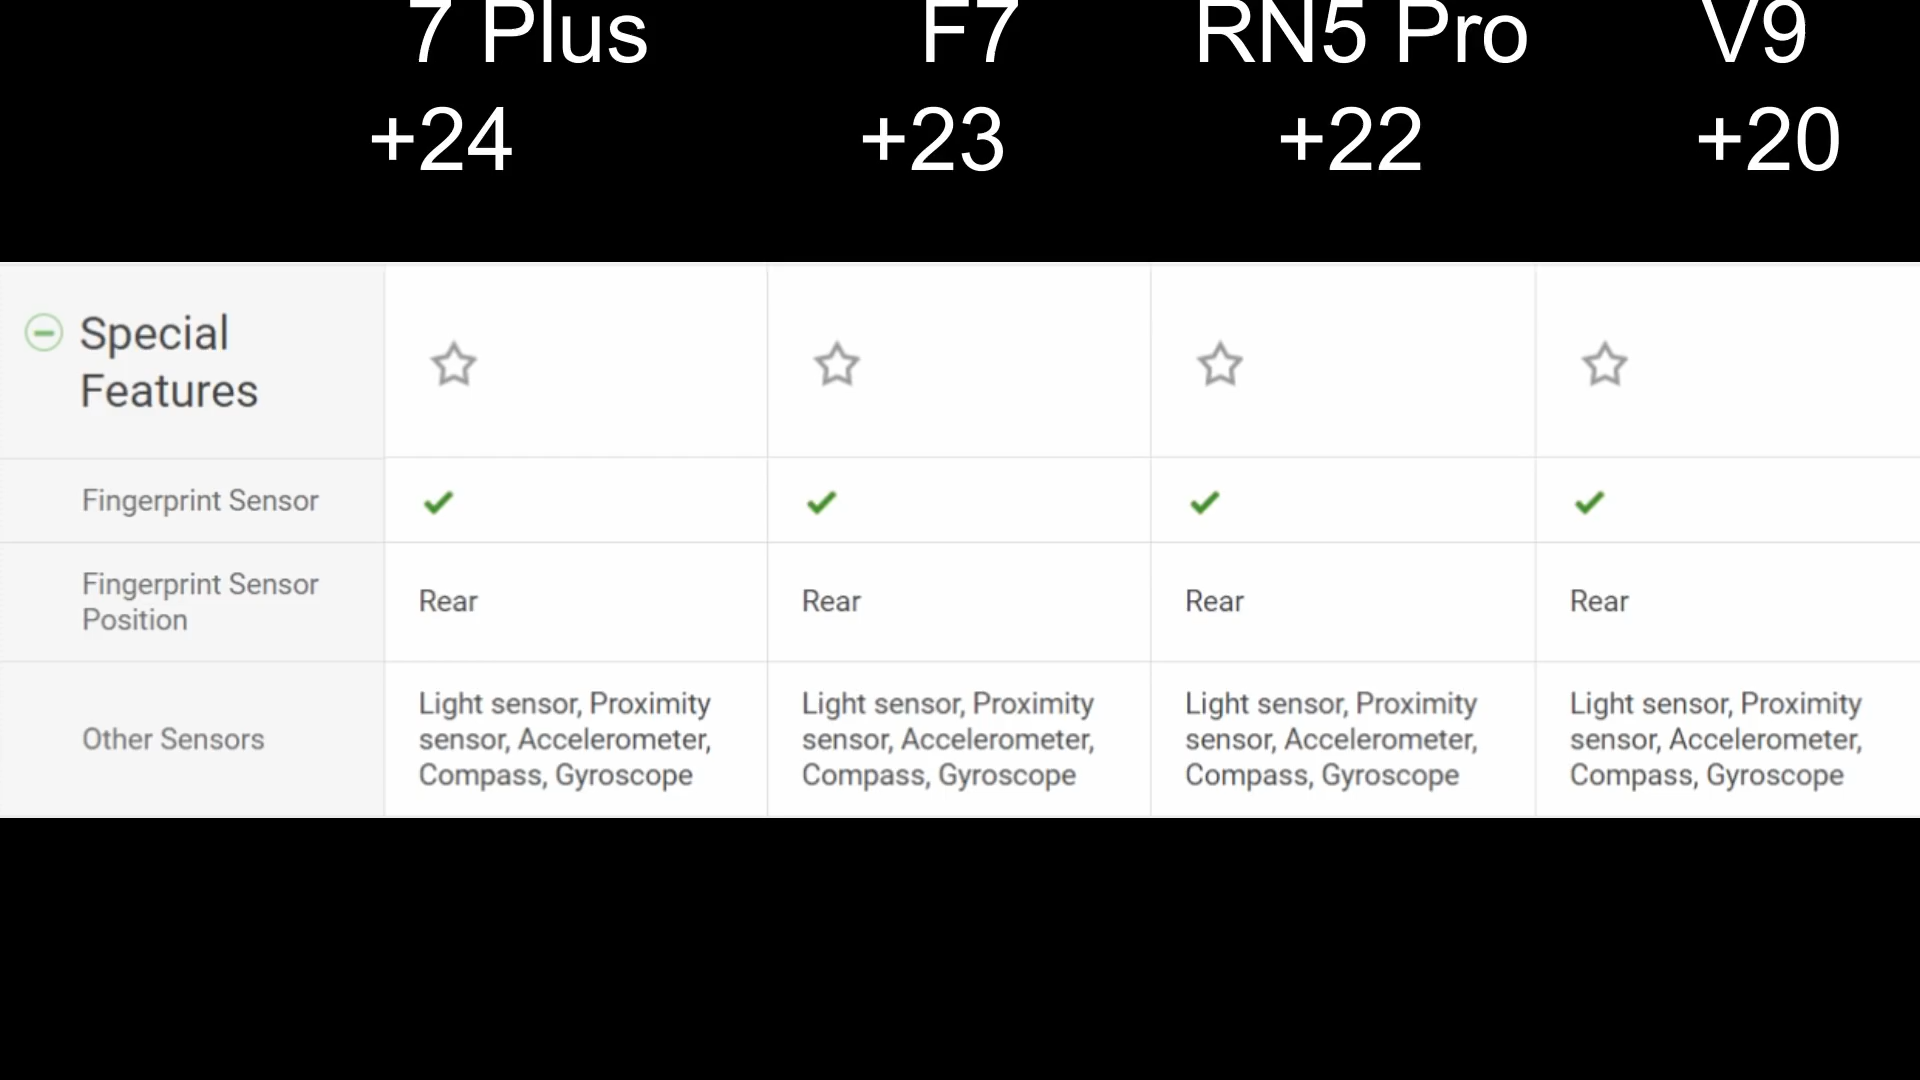 7 Plus F7 RN5 Pro V9
+24 +23 +22 +20
Special
Features
Fingerprint Sensor
Fingerprint Sensor
Position
Rear Rear Rear Rear
Other Sensors
Light sensor, Proximity
sensor, Accelerometer,
Compass, Gyroscope
Light sensor, Proximity
sensor, Accelerometer,
Compass, Gyroscope
Light sensor, Proximity
sensor, Accelerometer,
Compass, Gyroscope
Light sensor, Proximity
sensor, Accelerometer,
Compass, Gyroscope